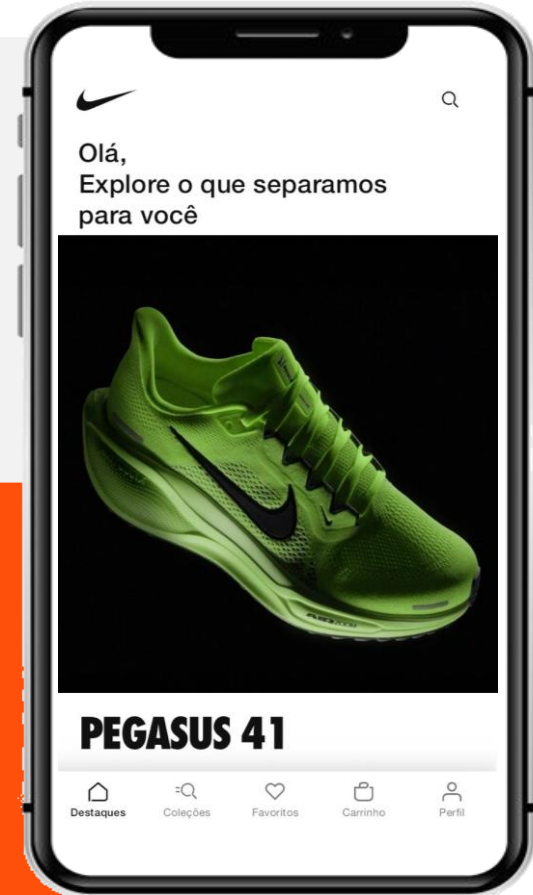 Olá,
Explore o que separamos
para você
PEGASUS 41
Destaques
Coleções
Favoritos
Carrinho
Perfil